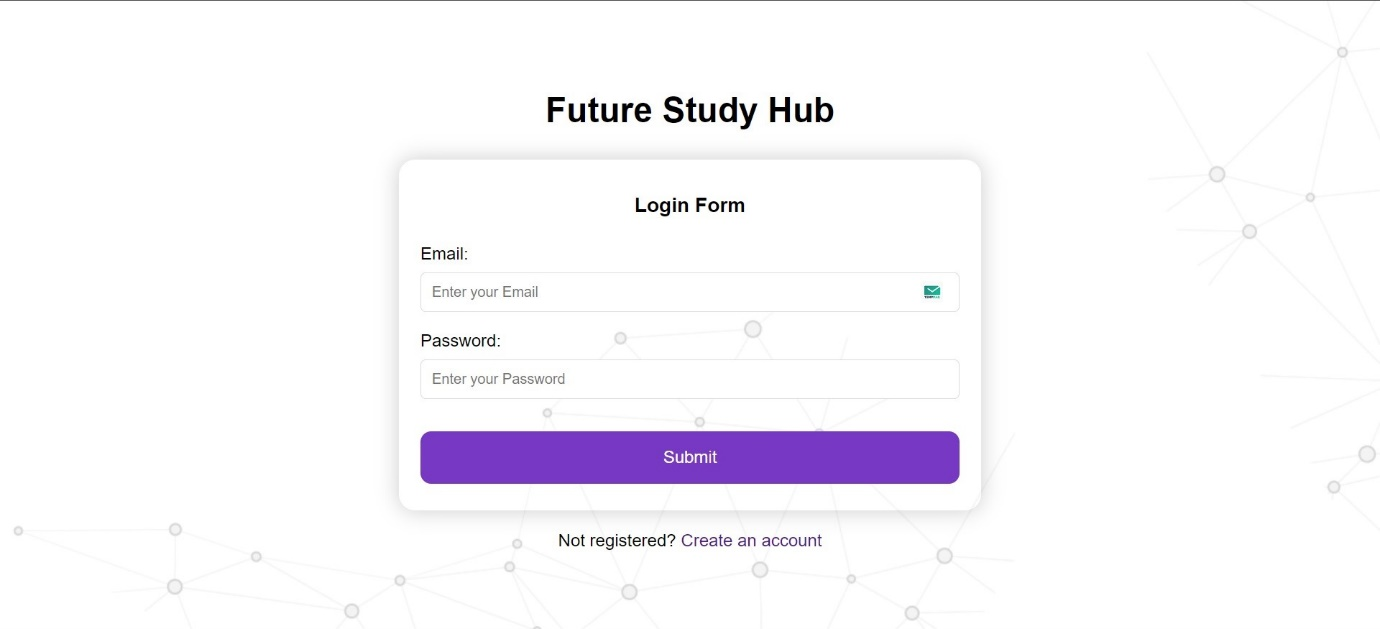 Future Study Hub
Login Form
Email:
Enter your Email
Password:
Enter your Password
Submit
Not registered? Create an account